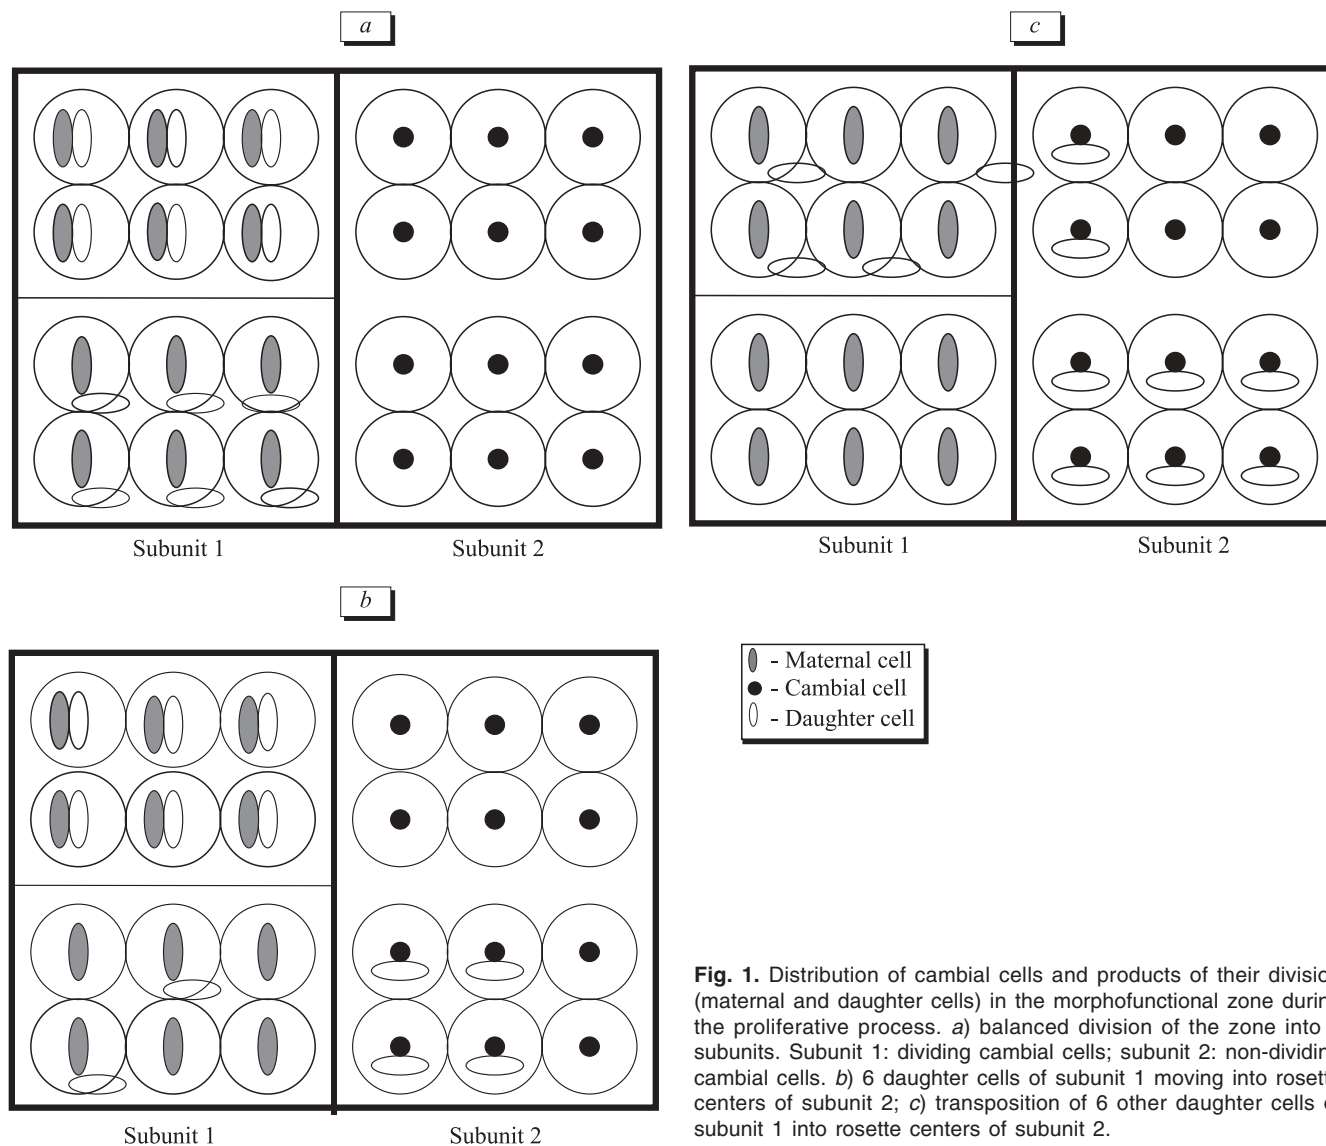 a
c
Subunit 1
Subunit 2
Subunit 1
Subunit 2
b
- Maternal cell
- Cambial cell
- Daughter cell
Subunit 1
Subunit 2
Fig. 1. Distribution of cambial cells and products of their divisio
(maternal and daughter cells) in the morphofunctional zone durin
the proliferative process. a) balanced division of the zone into
subunits. Subunit 1: dividing cambial cells; subunit 2: non-dividin
cambial cells. b) 6 daughter cells of subunit 1 moving into rosett
centers of subunit 2; c) transposition of 6 other daughter cells
subunit 1 into rosette centers of subunit 2.